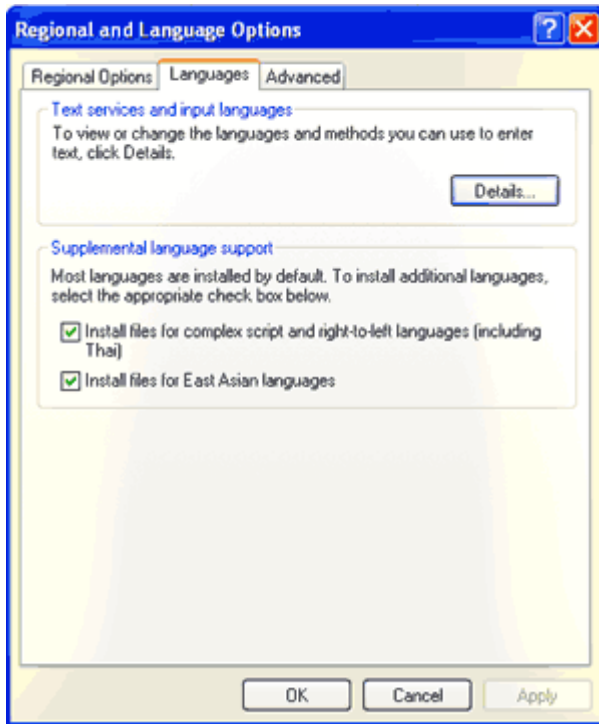 Regional and Language Options
Regional Options Languages Advanced
Text services and input languages
To view or change the languages and methods you can use to enter
text, click Details.
Details...
Supplemental language support
Most languages are installed by default. To install additional languages,
select the appropriate check box below.
Install files for complex script and right-to-left languages (including
Thai)
Install files for East Asian languages
OK Cancel Apply